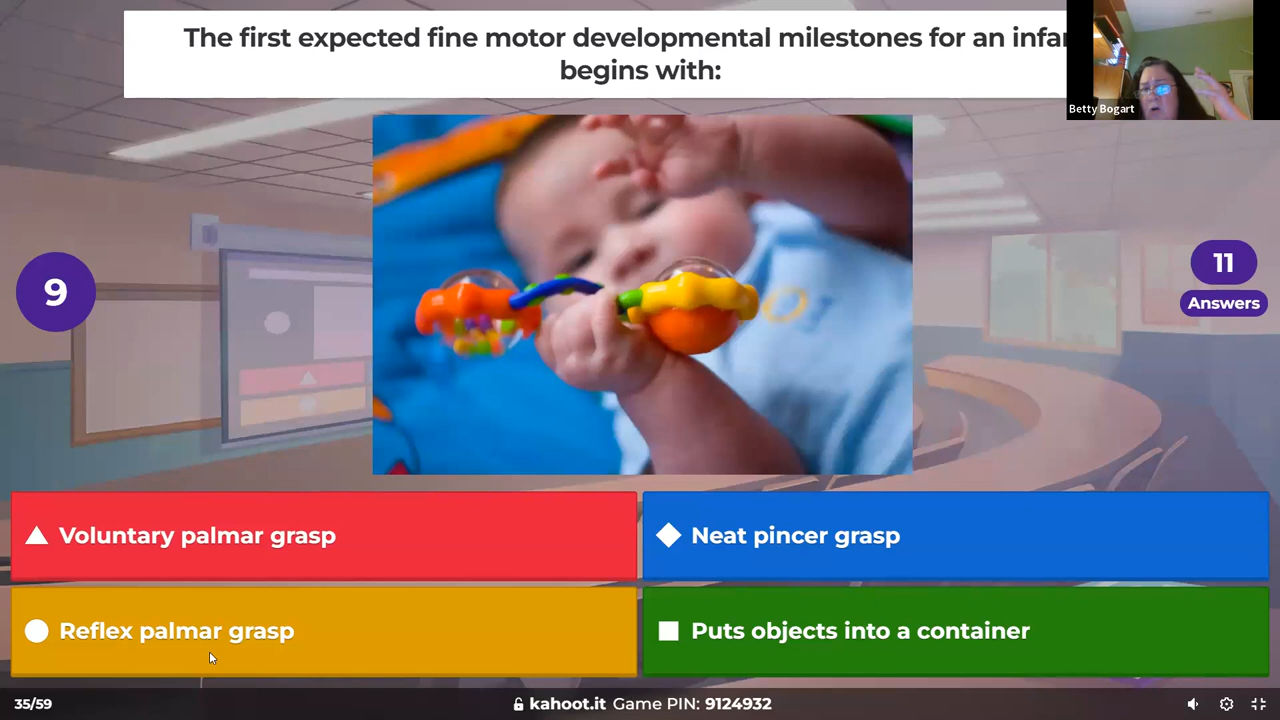 The first expected fine motor developmental milestones for an
begins with:
Betty Bogart
9
11
Answers
Voluntary palmar grasp
Neat pincer grasp
Reflex palmar grasp
Puts objects into a container
35/59
kahoot.it Game PIN: 9124932